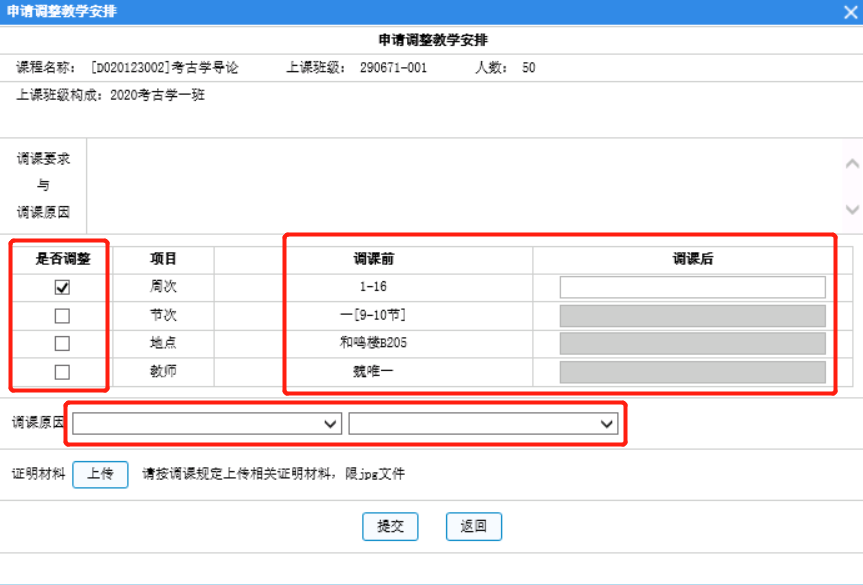 申请调整教学安排
申请调整教学安排
课程名称： [D020123002]考古学导论 上课班级： 290671-001 人数： 50
上课班级构成：2020考古学一班
调课要求
与
调课原因
是否调整 项目 调课前 调课后
周次 1-16
节次 一[9-10节]
地点 和鸣楼B205
教师 魏唯一
调课原因
证明材料 上传 请按调课规定上传相关证明材料，限jpg文件
提交 返回